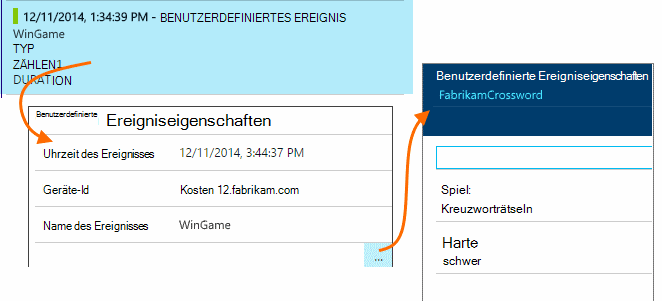 12/11/2014, 1:34:39 PM - BENUTZERDEFINIERTES EREIGNIS
WinGame
TYP
ZÄHLEN1
DURATION
Benutzerdefinierte Ereigniseigenschaften
Uhrzeit des Ereignisses 12/11/2014, 3:44:37 PM
Geräte-Id Kosten 12.fabrikam.com
Name des Ereignisses WinGame
...
Benutzerdefinierte Ereigniseigenschaften
FabrikamCrossword
Spiel:
Kreuzworträtseln
Harte
schwer